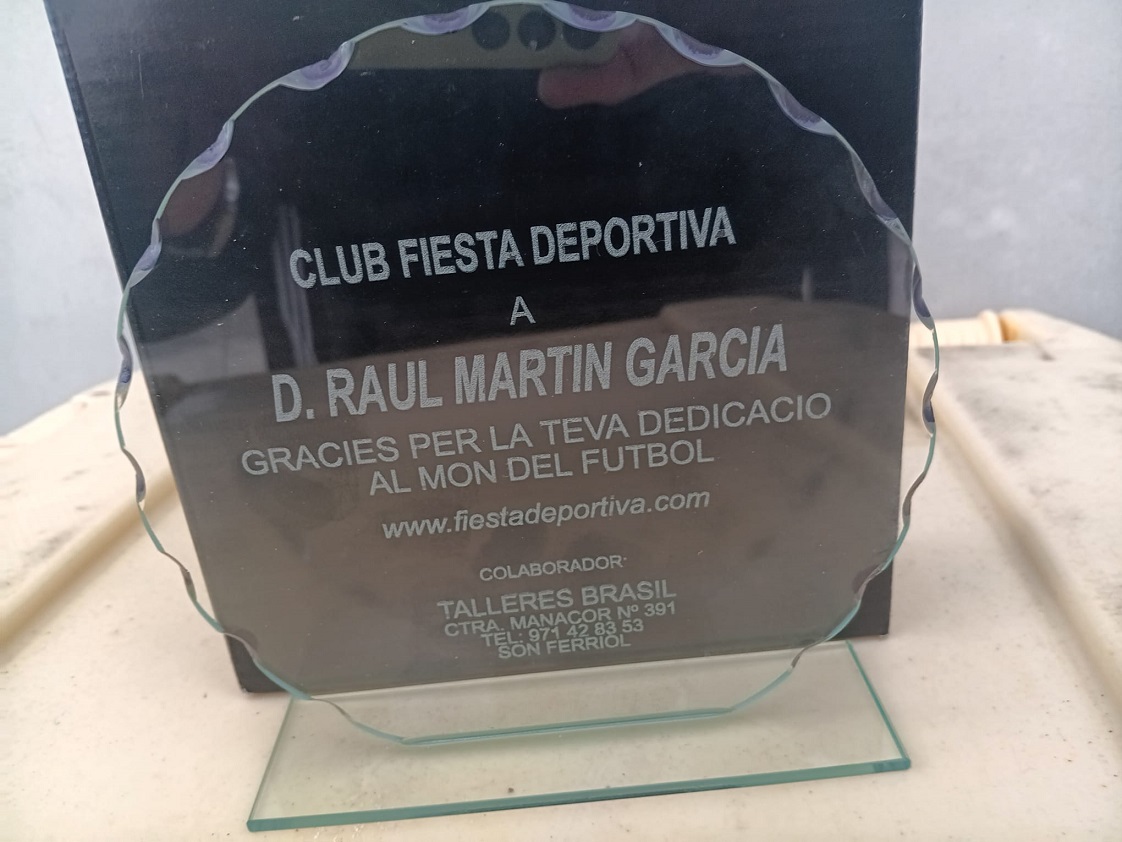 CLUB FIESTA DEPORTIVA
A
D. RAUL MARTIN GARCIA
GRACIES PER LA TEVA DEDICACIO
AL MON DEL FUTBOL
www.fiestadeportiva.com
COLABORADOR:
TALLERES BRASIL
CTRA. MANACOR Nº 391
TEL: 971 42 83 53
SON FERRIOL